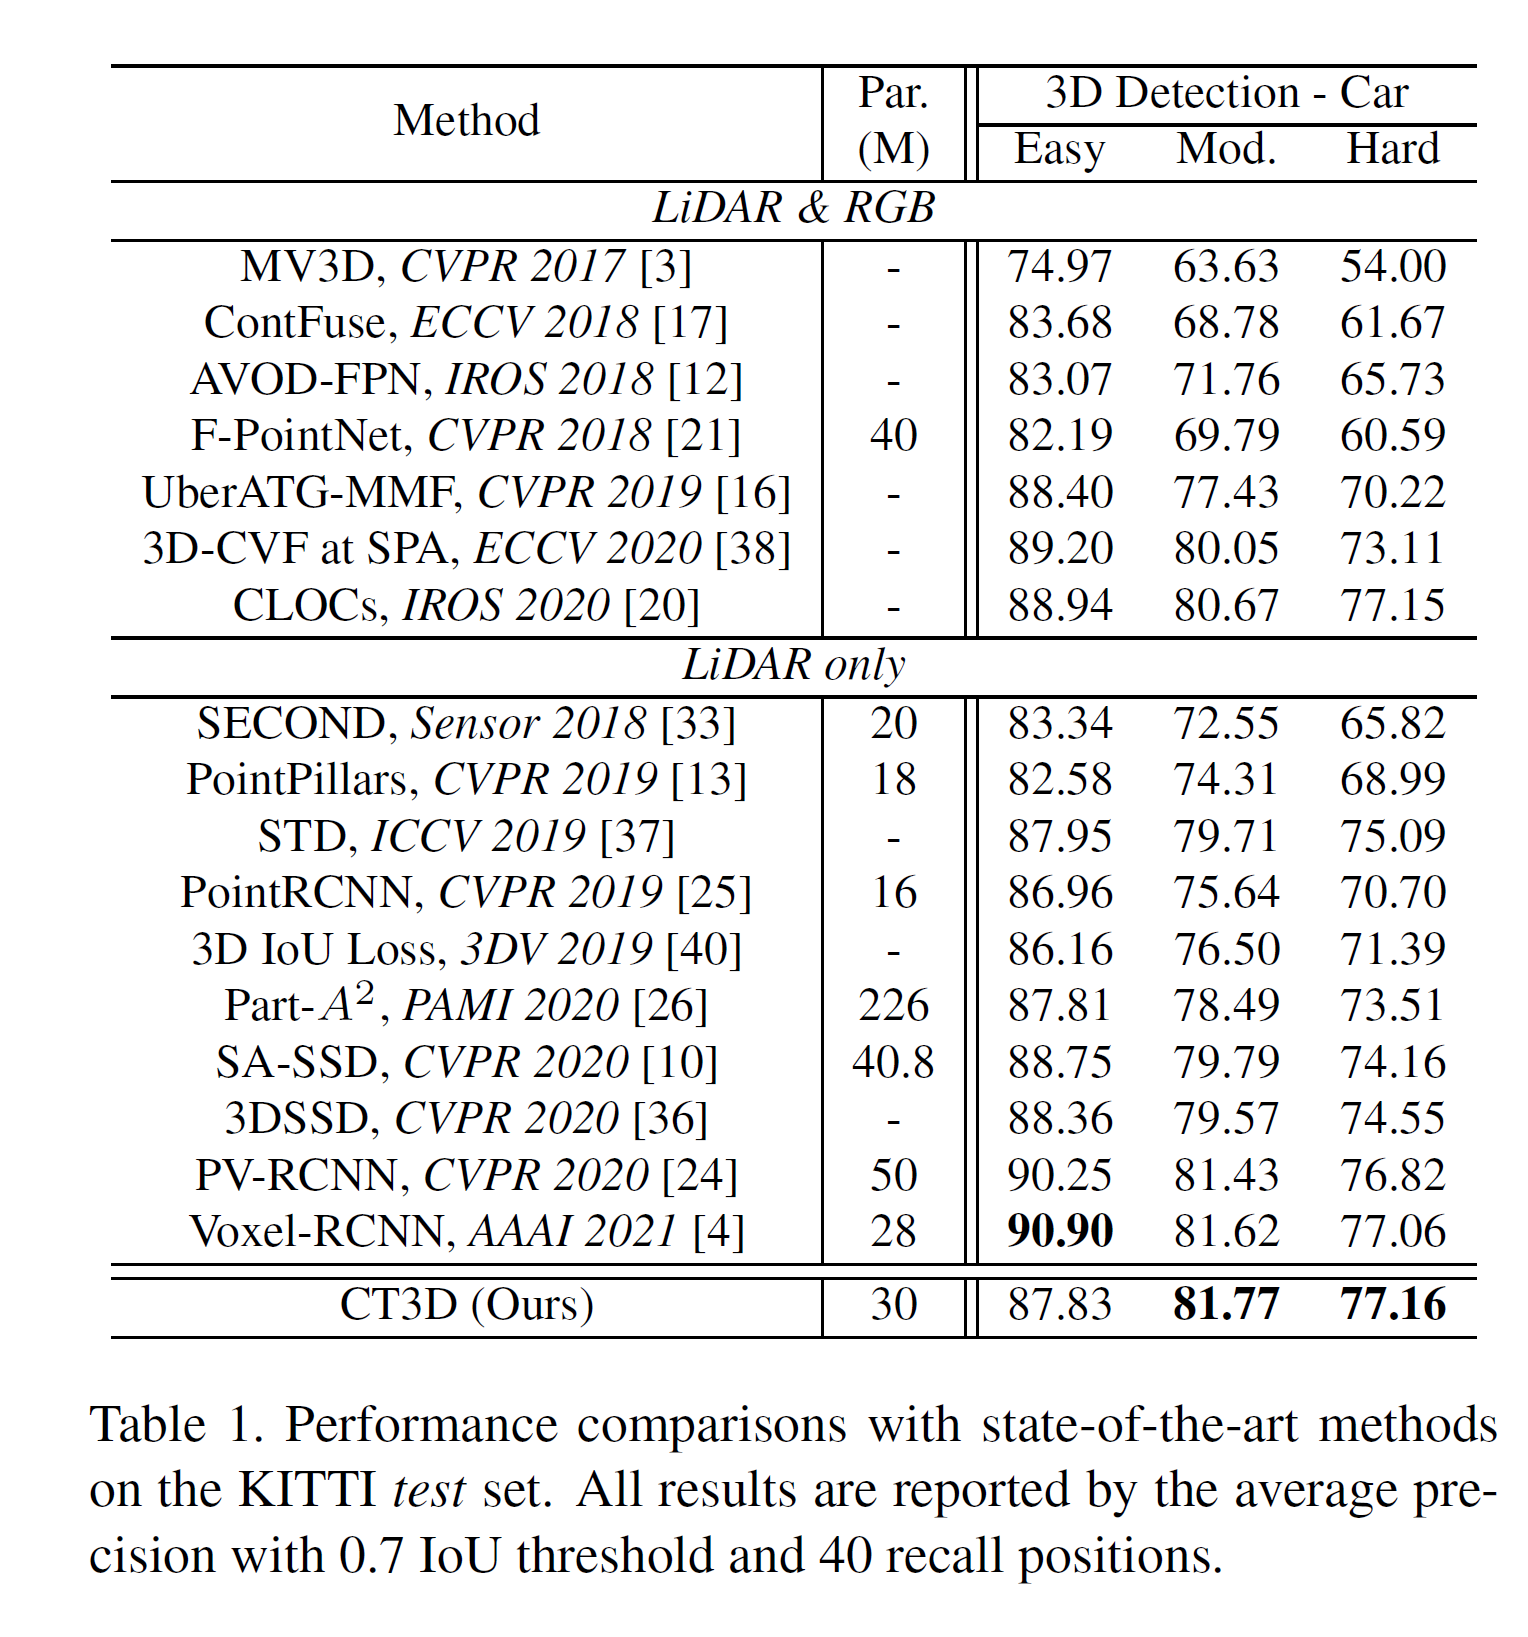 Method Par. (M) 3D Detection - Car
Easy Mod. Hard
LiDAR & RGB
MV3D, CVPR 2017 [3] - 74.97 63.63 54.00
ContFuse, ECCV 2018 [17] - 83.68 68.78 61.67
AVOD-FPN, IROS 2018 [12] - 83.07 71.76 65.73
F-PointNet, CVPR 2018 [21] 40 82.19 69.79 60.59
UberATG-MMF, CVPR 2019 [16] - 88.40 77.43 70.22
3D-CVF at SPA, ECCV 2020 [38] - 89.20 80.05 73.11
CLOCs, IROS 2020 [20] - 88.94 80.67 77.15
LiDAR only
SECOND, Sensor 2018 [33] 20 83.34 72.55 65.82
PointPillars, CVPR 2019 [13] 18 82.58 74.31 68.99
STD, ICCV 2019 [37] - 87.95 79.71 75.09
PointRCNN, CVPR 2019 [25] 16 86.96 75.64 70.70
3D IoU Loss, 3DV 2019 [40] - 86.16 76.50 71.39
Part-A², PAMI 2020 [26] 226 87.81 78.49 73.51
SA-SSD, CVPR 2020 [10] 40.8 88.75 79.79 74.16
3DSSD, CVPR 2020 [36] - 88.36 79.57 74.55
PV-RCNN, CVPR 2020 [24] 50 90.25 81.43 76.82
Voxel-RCNN, AAAI 2021 [4] 28 90.90 81.62 77.06
CT3D (Ours) 30 87.83 81.77 77.16
Table 1. Performance comparisons with state-of-the-art methods
on the KITTI test set. All results are reported by the average pre-
cision with 0.7 IoU threshold and 40 recall positions.